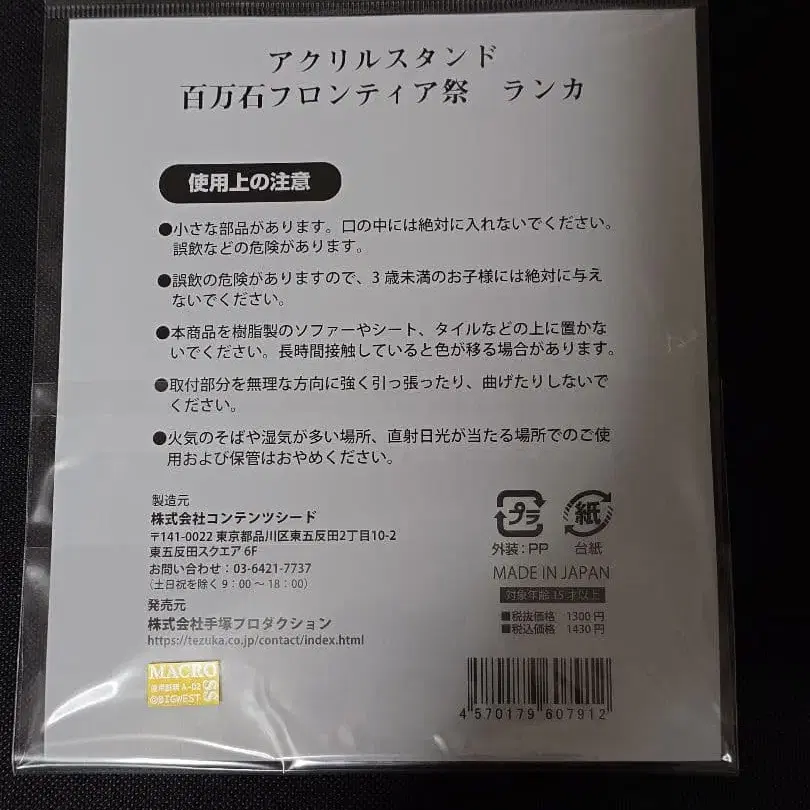 アクリルスタンド
百万石フロンティア祭　ランカ
使用上の注意
●小さな部品があります。口の中には絶対に入れないでください。
誤飲などの危険があります。
●誤飲の危険がありますので、3歳未満のお子様には絶対に与え
ないでください。
●本商品を樹脂製のソファーやシート、タイルなどの上に置かな
いでください。長時間接触していると色が移る場合があります。
●取付部分を無理な方向に強く引っ張ったり、曲げたりしないで
ください。
●火気のそばや湿気が多い場所、直射日光が当たる場所でのご使
用および保管はおやめください。
製造元
株式会社コンテンツシード
〒141-0022 東京都品川区東五反田2丁目10-2
東五反田スクエア 6F
お問い合わせ：03-6421-7737
（土日祝を除く 9：00 ～ 18：00）
発売元
株式会社手塚プロダクション
https://tezuka.co.jp/contact/index.html
プラ
外装：PP
紙
台紙
MADE IN JAPAN
対象年齢 15 才以上
■税抜価格　1300 円
■税込価格　1430 円
MACROSS
使用許諾 A-02
©BIGWEST
4 570179 607912